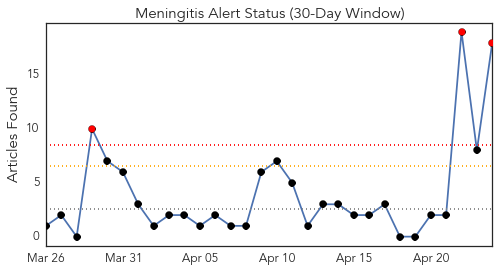 Meningitis Alert Status (30-Day Window)
Articles Found
15
10
5
0
Mar 26
Mar 31
Apr 05
Apr 10
Apr 15
Apr 20